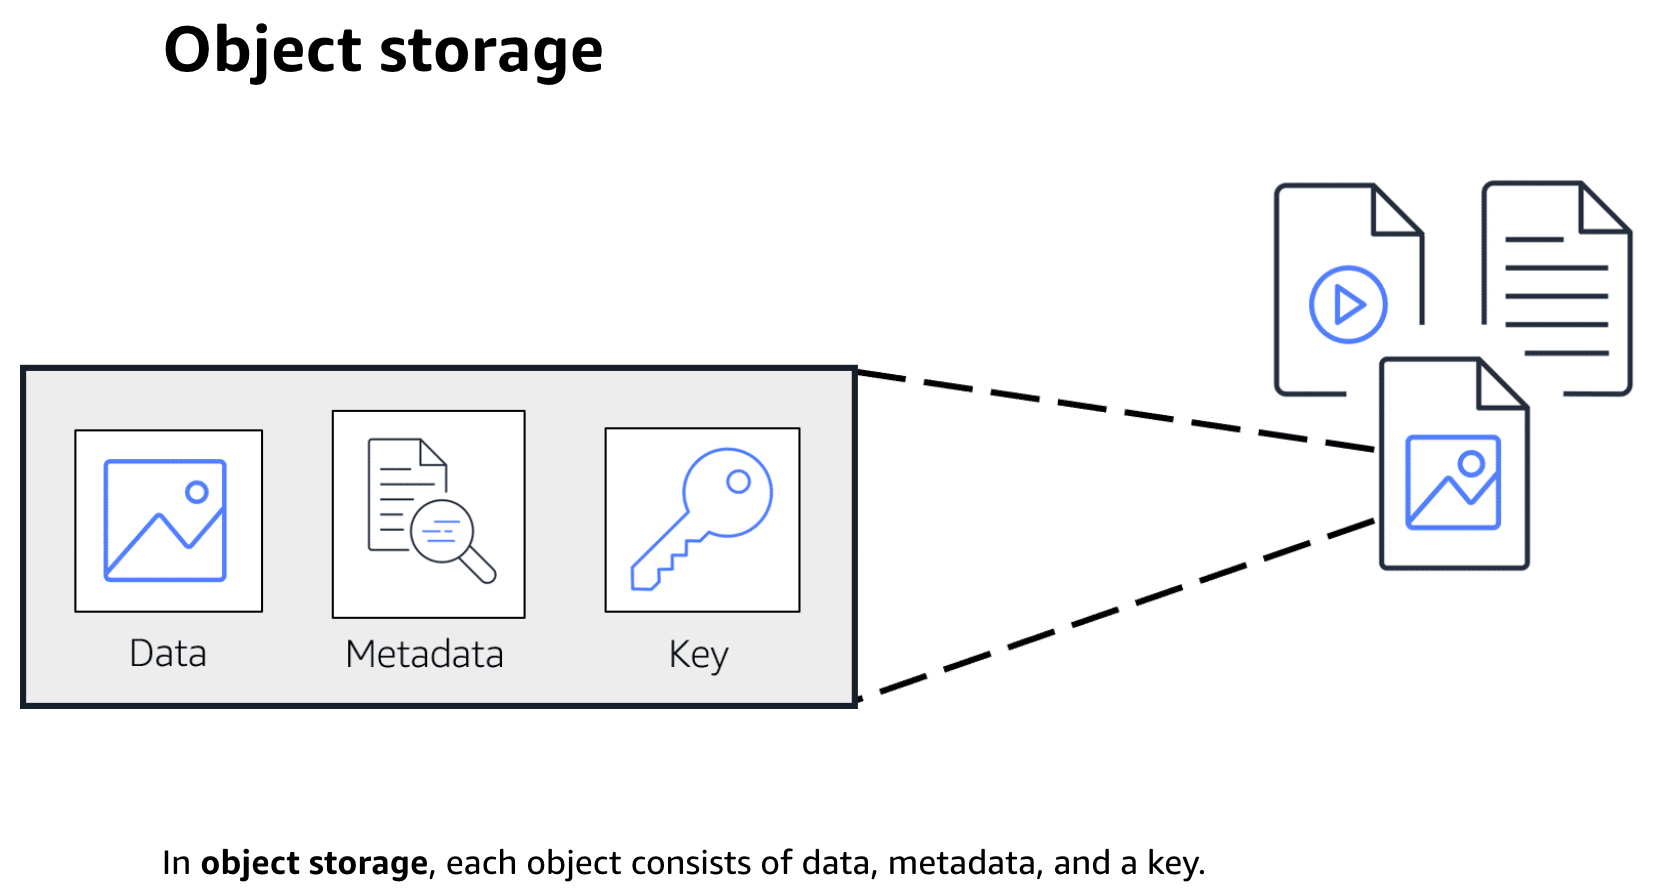 Object storage
Data
Metadata
Key
In object storage, each object consists of data, metadata, and a key.